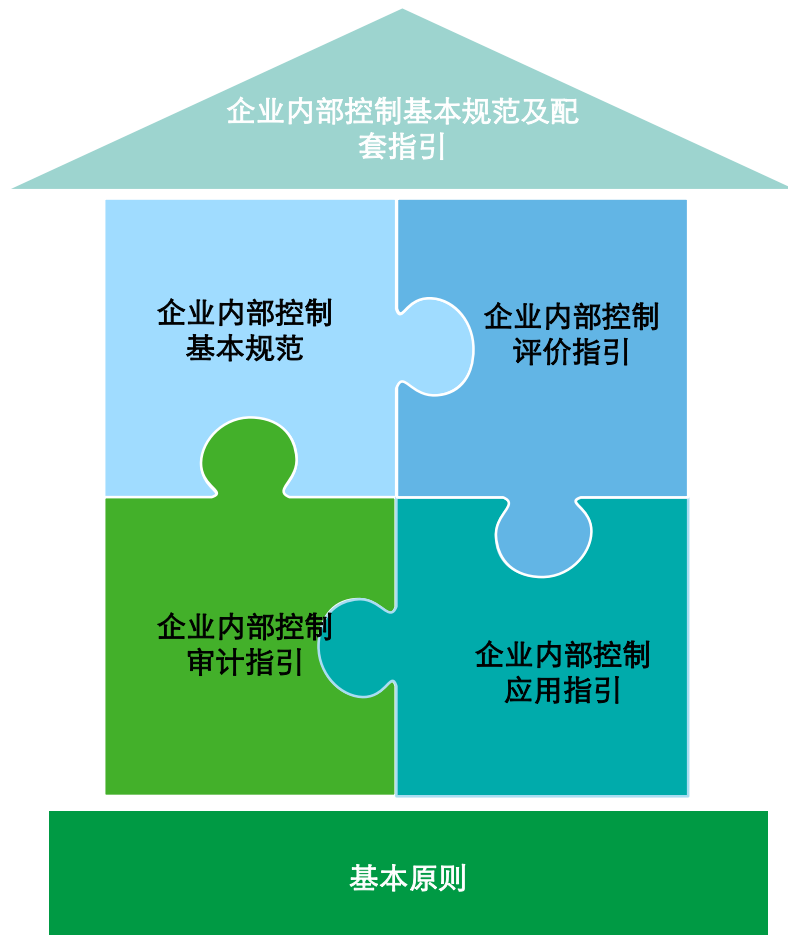 企业内部控制基本规范及配
套指引
企业内部控制
基本规范
企业内部控制
评价指引
企业内部控制
审计指引
企业内部控制
应用指引
基本原则